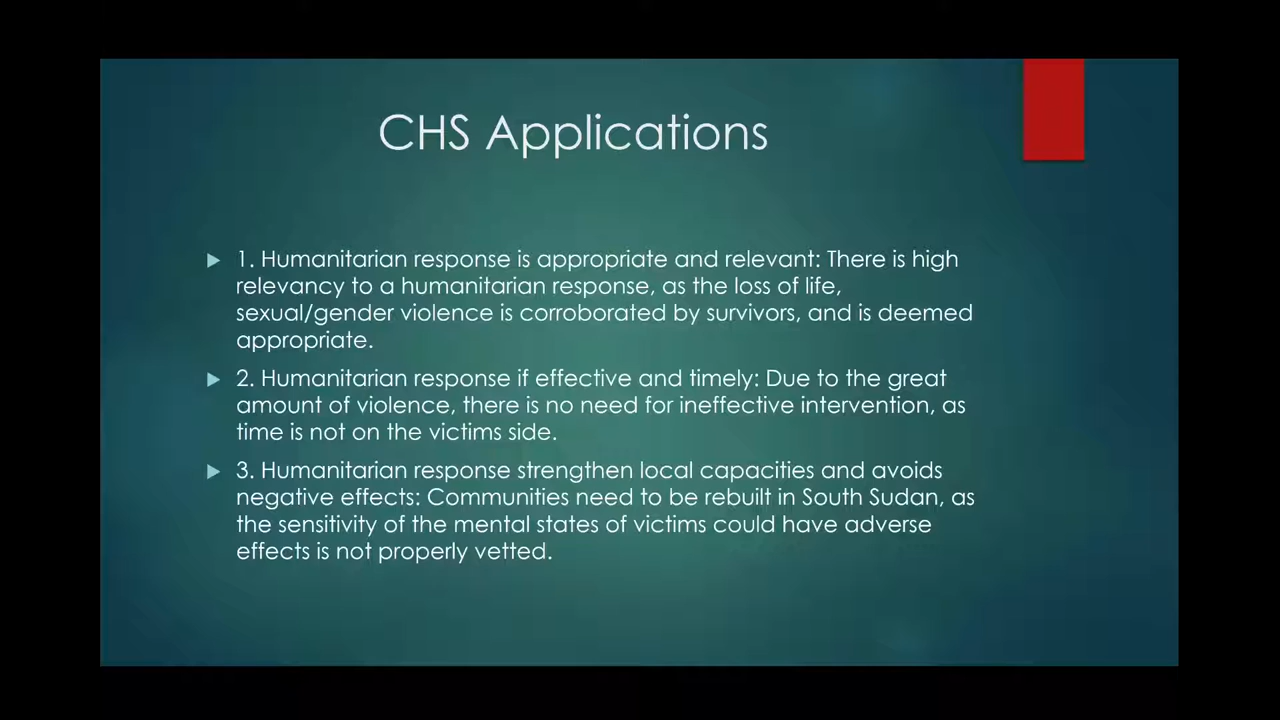 CHS Applications
1. Humanitarian response is appropriate and relevant: There is high
relevancy to a humanitarian response, as the loss of life,
sexual/gender violence is corroborated by survivors, and is deemed
appropriate.
2. Humanitarian response if effective and timely: Due to the great
amount of violence, there is no need for ineffective intervention, as
time is not on the victims side.
3. Humanitarian response strengthen local capacities and avoids
negative effects: Communities need to be rebuilt in South Sudan, as
the sensitivity of the mental states of victims could have adverse
effects is not properly vetted.